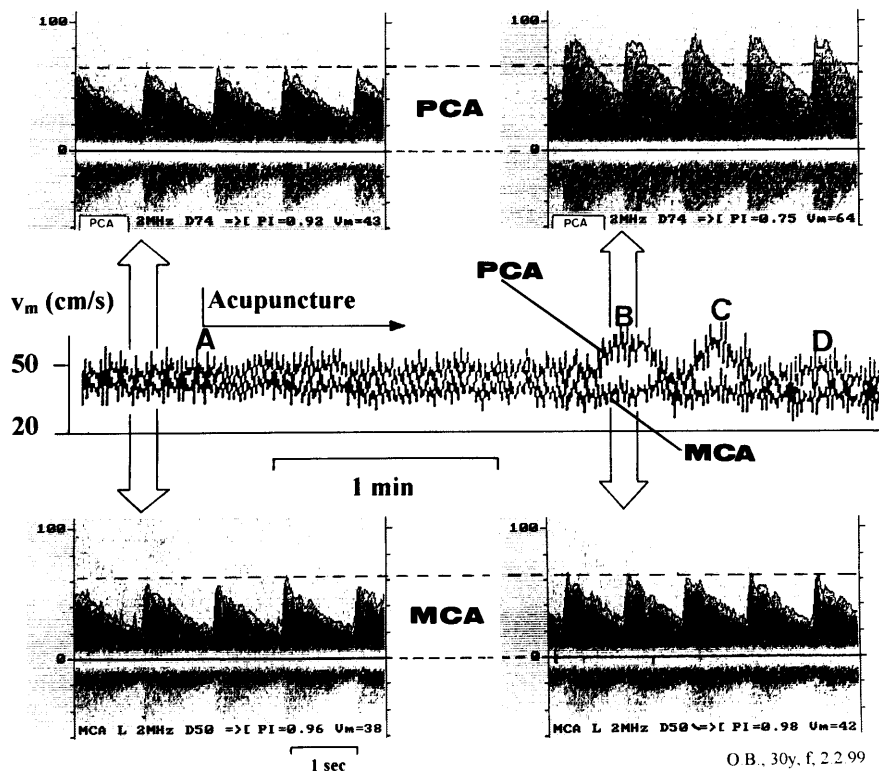 100
100
PCA
0
0
PCA 2MHz D74 =>[ PI=0.92 Vm=43
PCA 2MHz D74 =>[ PI=0.75 Vm=64
vm (cm/s)
Acupuncture
PCA
A
B
C
D
50
20
MCA
1 min
100
100
MCA
0
0
MCA L 2MHz D50 =>[ PI=0.96 Vm=38
MCA L 2MHz D50 =>[ PI=0.98 Vm=42
1 sec
O.B., 30y, f, 2.2.99